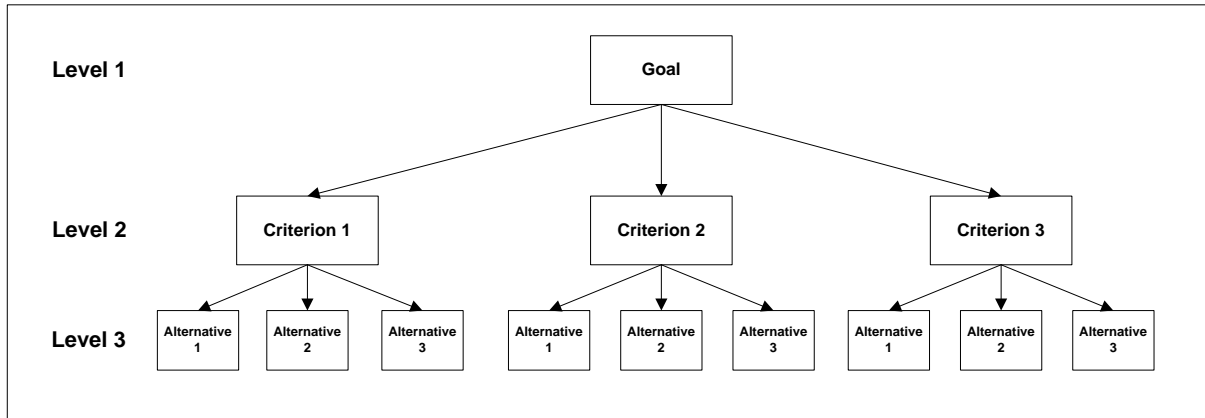 Level 1
Goal
Level 2
Criterion 1
Criterion 2
Criterion 3
Level 3
Alternative
1
Alternative
2
Alternative
3
Alternative
1
Alternative
2
Alternative
3
Alternative
1
Alternative
2
Alternative
3